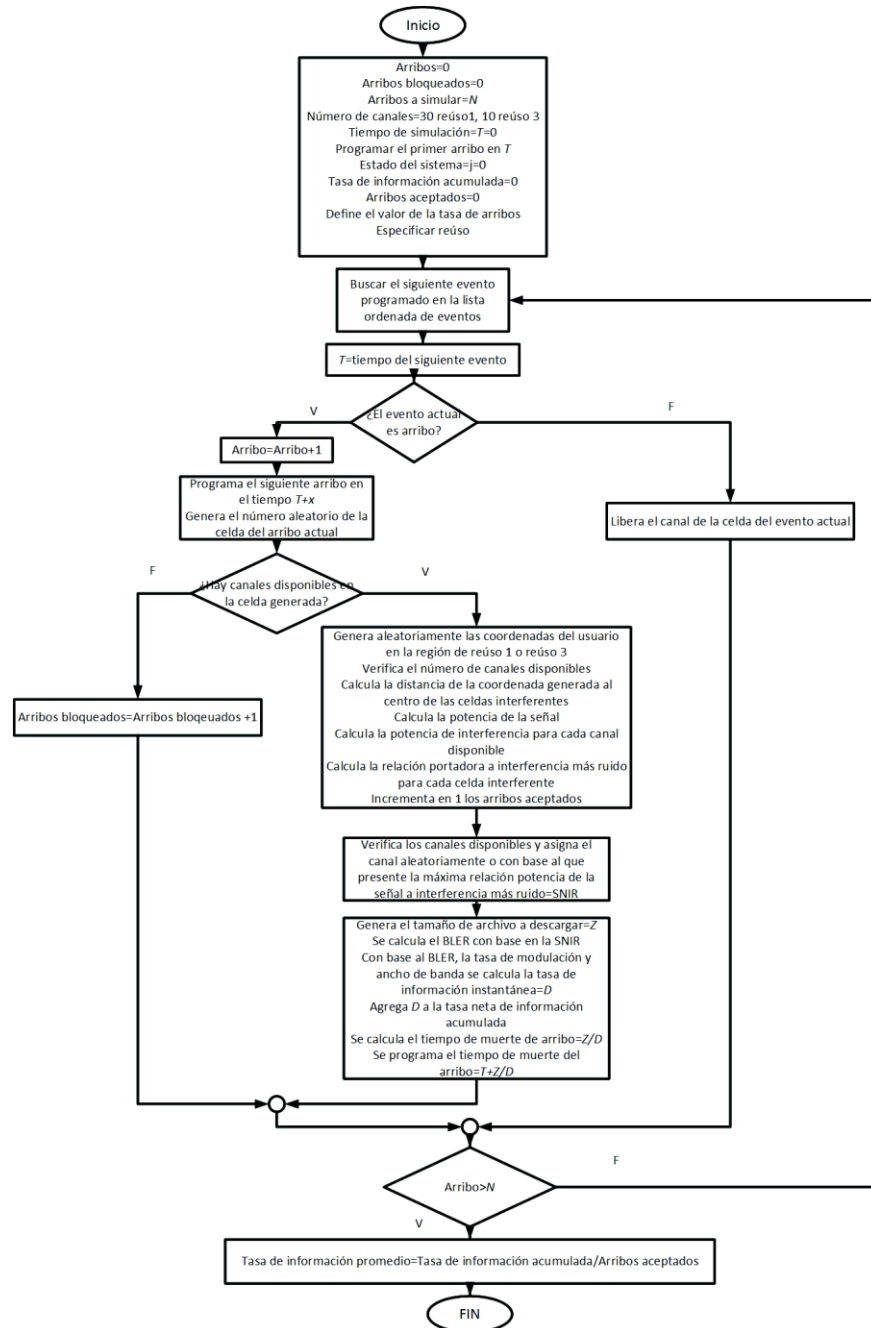 Inicio
Arribos=0
Arribos bloqueados=0
Arribos a simular=N
Número de canales=30 reúso1, 10 reúso 3
Tiempo de simulación=T=0
Programar el primer arribo en T
Estado del sistema=j=0
Tasa de información acumulada=0
Arribos aceptados=0
Define el valor de la tasa de arribos
Especificar reúso
Buscar el siguiente evento
programado en la lista
ordenada de eventos
T=tiempo del siguiente evento
¿El evento actual
es arribo?
V
F
Arribo=Arribo+1
Programa el siguiente arribo en
el tiempo T+x
Genera el número aleatorio de la
celda del arribo actual
Libera el canal de la celda del evento actual
¿Hay canales disponibles en
la celda generada?
F
V
Genera aleatoriamente las coordenadas del usuario
en la región de reúso 1 o reúso 3
Verifica el número de canales disponibles
Calcula la distancia de la coordenada generada al
centro de las celdas interferentes
Calcula la potencia de la señal
Calcula la potencia de interferencia para cada canal
disponible
Calcula la relación portadora a interferencia más ruido
para cada celda interferente
Incrementa en 1 los arribos aceptados
Arribos bloqueados=Arribos bloqeuados +1
Verifica los canales disponibles y asigna el
canal aleatoriamente o con base al que
presente la máxima relación potencia de la
señal a interferencia más ruido=SNIR
Genera el tamaño de archivo a descargar=Z
Se calcula el BLER con base en la SNIR
Con base al BLER, la tasa de modulación y
ancho de banda se calcula la tasa de
información instantánea=D
Agrega D a la tasa neta de información
acumulada
Se calcula el tiempo de muerte de arribo=Z/D
Se programa el tiempo de muerte del
arribo=T+Z/D
Arribo>N
F
V
Tasa de información promedio=Tasa de información acumulada/Arribos aceptados
FIN